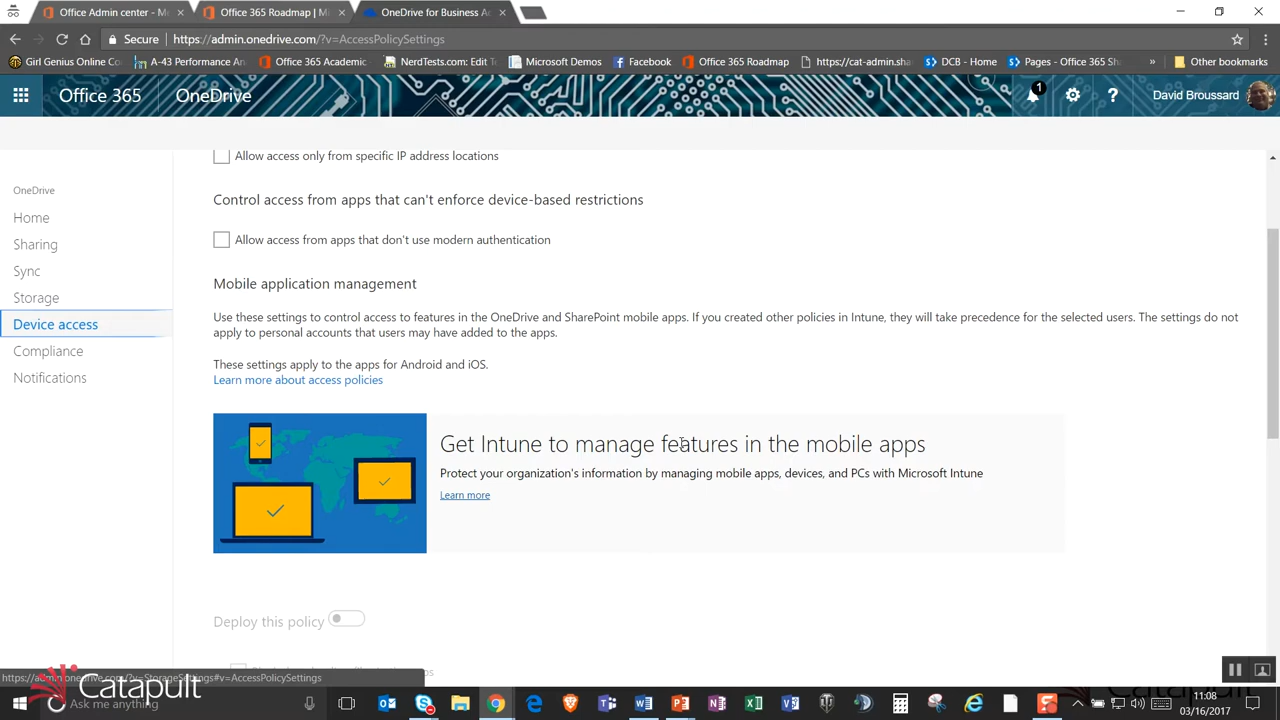 Office Admin center - M
Office 365 Roadmap | Mi
OneDrive for Business A
Secure
https://admin.onedrive.com/?v=AccessPolicySettings
Girl Genius Online Co
A-43 Performance An
Office 365 Academic
NerdTests.com: Edit T
Microsoft Demos
Facebook
Office 365 Roadmap
https://cat-admin.sha
DCB - Home
Pages - Office 365 Sh
»
Other bookmarks
Office 365
OneDrive
1
?
David Broussard
Allow access only from specific IP address locations
OneDrive
Home
Sharing
Sync
Storage
Device access
Compliance
Notifications
Control access from apps that can't enforce device-based restrictions
Allow access from apps that don't use modern authentication
Mobile application management
Use these settings to control access to features in the OneDrive and SharePoint mobile apps. If you created other policies in Intune, they will take precedence for the selected users. The settings do not
apply to personal accounts that users may have added to the apps.
These settings apply to the apps for Android and iOS.
Learn more about access policies
Get Intune to manage features in the mobile apps
Protect your organization's information by managing mobile apps, devices, and PCs with Microsoft Intune
Learn more
Deploy this policy
https://admin.onedrive.com/?v=StorageSettings#v=AccessPolicySettings
Catapult
Ask me anything
11:08
03/16/2017